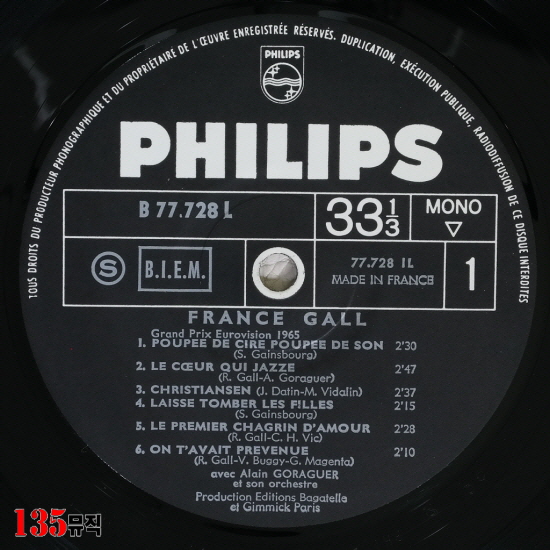 TOUS DROITS DU PRODUCTEUR PHONOGRAPHIQUE ET DU PROPRIÉTAIRE DE L'ŒUVRE ENREGISTRÉE RÉSERVÉS. DUPLICATION, EXÉCUTION PUBLIQUE, RADIODIFFUSION DE CE DISQUE INTERDITES
PHILIPS
PHILIPS
B 77.728 L
33 1/3
MONO
▽
S
B.I.E.M.
77.728 1L
MADE IN FRANCE
1
FRANCE GALL
Grand Prix Eurovision 1965
1. POUPEE DE CIRE POUPEE DE SON 2'30
(S. Gainsbourg)
2. LE CŒUR QUI JAZZE 2'47
(R. Gall-A. Goraguer)
3. CHRISTIANSEN (J. Datin-M. Vidalin) 2'37
4. LAISSE TOMBER LES FILLES 2'15
(S. Gainsbourg)
5. LE PREMIER CHAGRIN D'AMOUR 2'28
(R. Gall-C. H. Vic)
6. ON T'AVAIT PREVENUE 2'10
(R. Gall-V. Buggy-G. Magenta)
avec Alain GORAGUER
et son orchestre
Production Editions Bagatelle
et Gimmick Paris
135뮤직